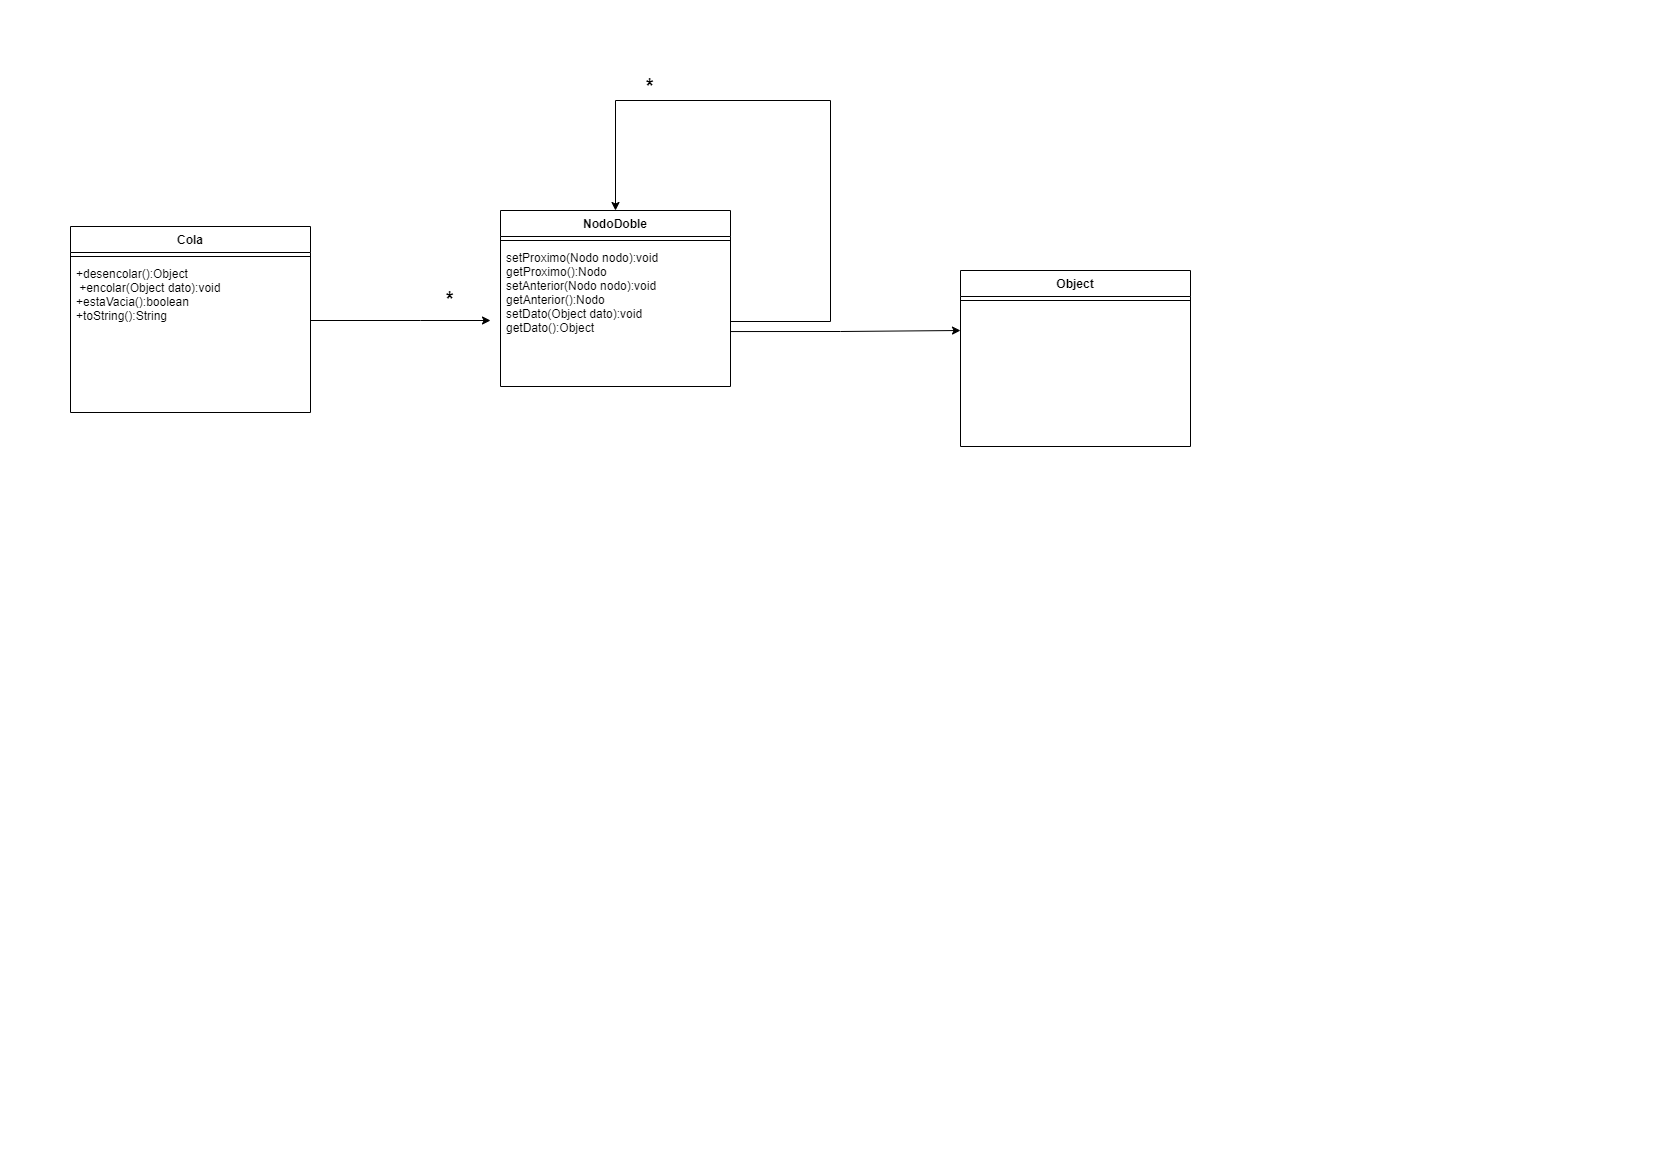 *
NodoDoble
setProximo(Nodo nodo):void
getProximo():Nodo
setAnterior(Nodo nodo):void
getAnterior():Nodo
setDato(Object dato):void
getDato():Object
Cola
+desencolar():Object
+encolar(Object dato):void
+estaVacia():boolean
+toString():String
*
Object